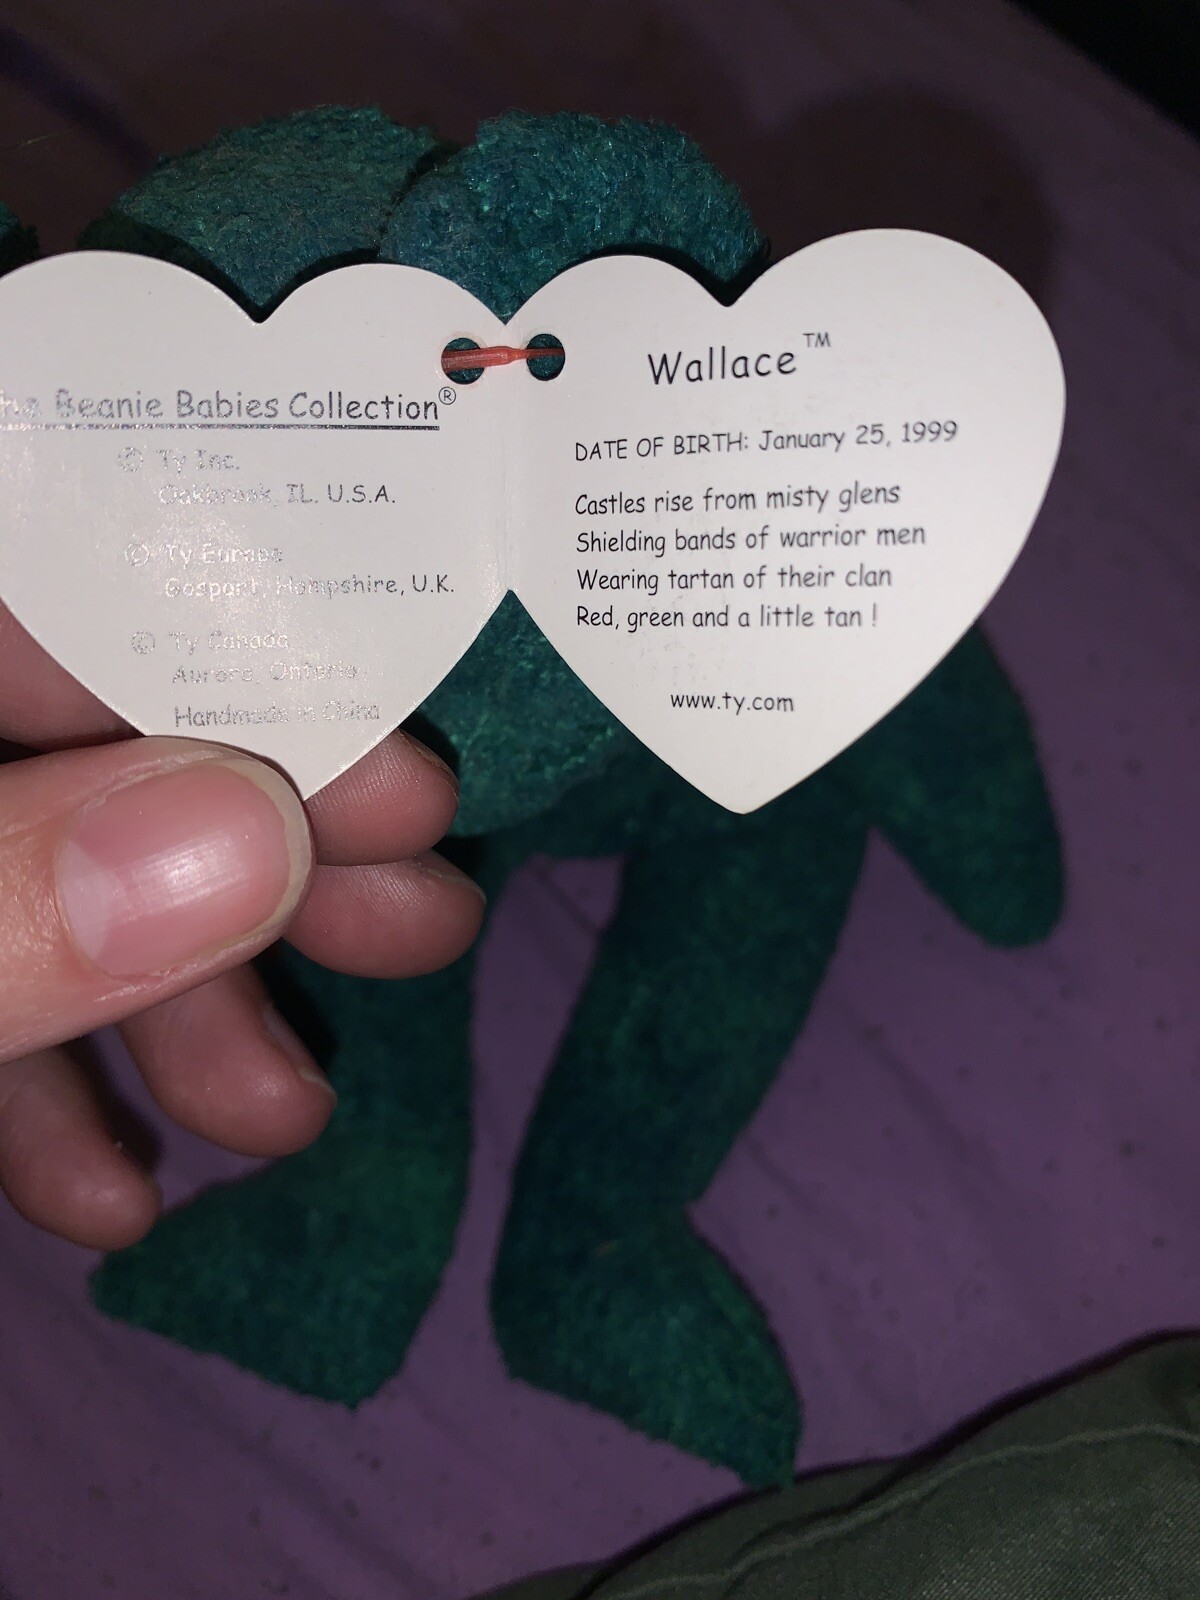 he Beanie Babies Collection®
© Ty Inc.
Oakbrook, IL. U.S.A.
© Ty Europe
Gosport, Hampshire, U.K.
© Ty Canada
Aurora, Ontario
Handmade in China
Wallace™
DATE OF BIRTH: January 25, 1999
Castles rise from misty glens
Shielding bands of warrior men
Wearing tartan of their clan
Red, green and a little tan !
www.ty.com